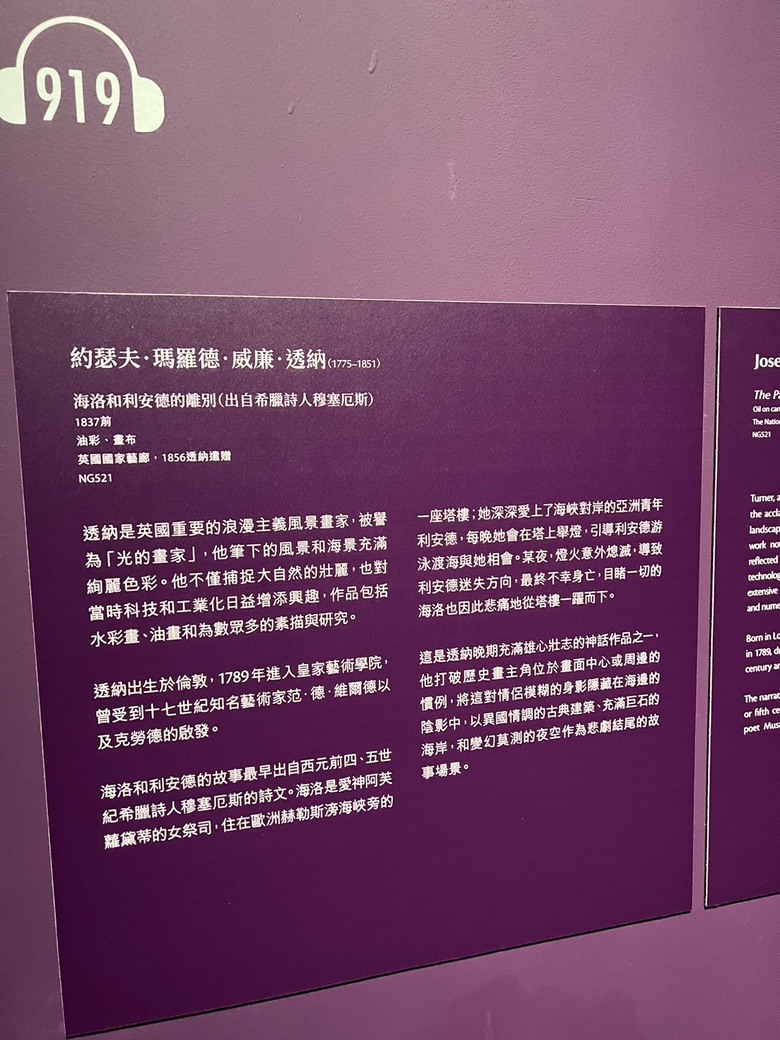 919
約瑟夫·瑪羅德·威廉·透納(1775–1851)
海洛和利安德的離別(出自希臘詩人穆塞厄斯)
1837前
油彩、畫布
英國國家藝廊，1856透納遺贈
NG521
透納是英國重要的浪漫主義風景畫家，被譽
為「光的畫家」，他筆下的風景和海景充滿
絢麗色彩。他不僅捕捉大自然的壯麗，也對
當時科技和工業化日益增添興趣，作品包括
水彩畫、油畫和為數眾多的素描與研究。
透納出生於倫敦，1789年進入皇家藝術學院，
曾受到十七世紀知名藝術家范·德·維爾德以
及克勞德的啟發。
海洛和利安德的故事最早出自西元前四、五世
紀希臘詩人穆塞厄斯的詩文。海洛是愛神阿芙
蘿黛蒂的女祭司，住在歐洲赫勒斯滂海峽旁的
一座塔樓；她深深愛上了海峽對岸的亞洲青年
利安德，每晚她會在塔上舉燈，引導利安德游
泳渡海與她相會。某夜，燈火意外熄滅，導致
利安德迷失方向，最終不幸身亡，目睹一切的
海洛也因此悲痛地從塔樓一躍而下。
這是透納晚期充滿雄心壯志的神話作品之一，
他打破歷史畫主角位於畫面中心或周邊的
慣例，將這對情侶模糊的身影隱藏在海邊的
陰影中，以異國情調的古典建築、充滿巨石的
海岸，和變幻莫測的夜空作為悲劇結尾的故
事場景。
Jose
The Pa
Oil on can
The Natio
NG521
Turner, a
the accla
landscap
work no
reflected
technolog
extensive
and nume
Born in Lo
in 1789, d
century a
The narrat
or fifth ce
poet Musa